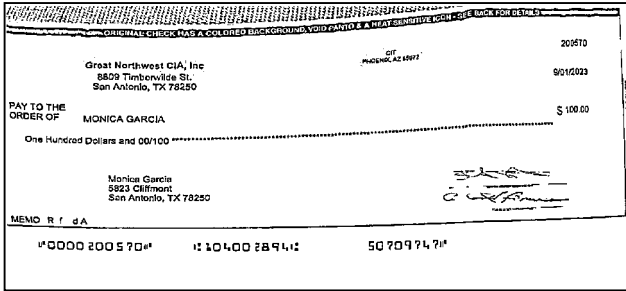 ORIGINAL CHECK HAS A COLORED BACKGROUND, VOID PANTO & A HEAT SENSITIVE ICON - SEE BACK FOR DETAILS
200570
CIT
PHOENIX, AZ
Great Northwest CIA, Inc
8809 Timberwilde St.
San Antonio, TX 78250
9/01/2023
PAY TO THE
ORDER OF MONICA GARCIA
$ 100.00
One Hundred Dollars and 00/100
Monica Garcia
5823 Cliffmont
San Antonio, TX 78250
MEMO R f d A
⑈0000200570⑈ ⑆104002894⑆ 50709747⑈